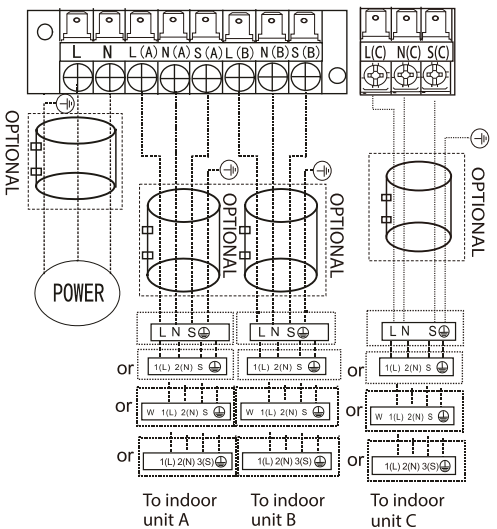 L N L(A) N(A) S(A) L(B) N(B) S(B)
L(C) N(C) S(C)
OPTIONAL
OPTIONAL
OPTIONAL
OPTIONAL
POWER
L N S
L N S
L N S
or
1(L) 2(N) S
1(L) 2(N) S
or
1(L) 2(N) S
or
W 1(L) 2(N) S
W 1(L) 2(N) S
or
W 1(L) 2(N) S
or
1(L) 2(N) 3(S)
1(L) 2(N) 3(S)
or
1(L) 2(N) 3(S)
To indoor
unit A
To indoor
unit B
To indoor
unit C